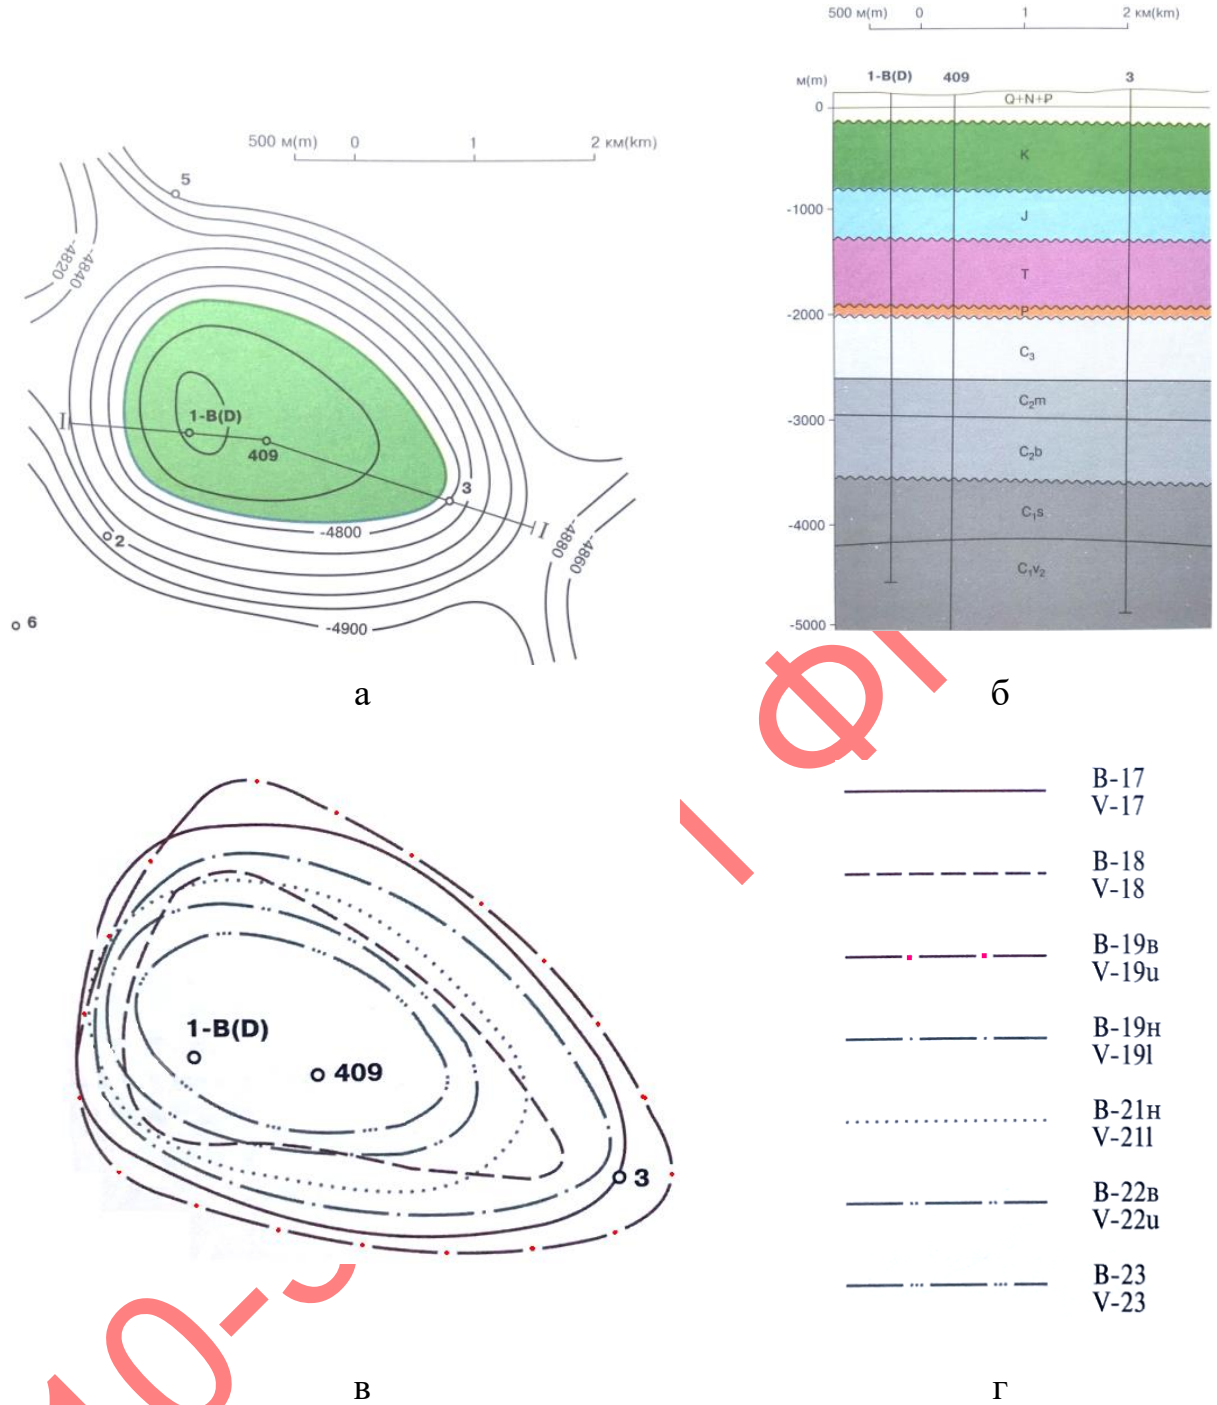 500 м(m) 0 1 2 км(km)
5
-4820
-4840
I
1-В(D)
409
3
I
-4800
2
-4880
-4860
6
-4900
а
500 м(m) 0 1 2 км(km)
м(m) 1-В(D) 409 3
0
Q+N+₽
K
-1000
J
T
-2000
P
C₃
C₂m
-3000
C₂b
C₁s
-4000
C₁v₂
-5000
б
1-В(D)
409
3
в
В-17
V-17
В-18
V-18
В-19в
V-19u
В-19н
V-19l
В-21н
V-21l
В-22в
V-22u
В-23
V-23
г